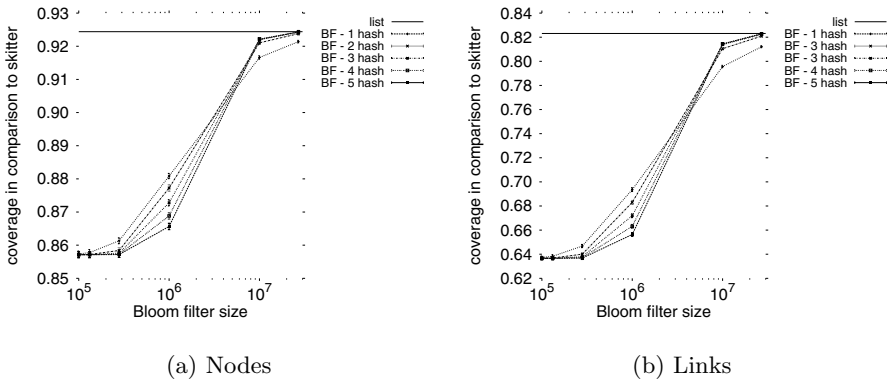 coverage in comparison to skitter
0.93
0.92
0.91
0.90
0.89
0.88
0.87
0.86
0.85
10^5
10^6
10^7
Bloom filter size
list
BF - 1 hash
BF - 2 hash
BF - 3 hash
BF - 4 hash
BF - 5 hash
(a) Nodes
coverage in comparison to skitter
0.84
0.82
0.80
0.78
0.76
0.74
0.72
0.70
0.68
0.66
0.64
0.62
10^5
10^6
10^7
Bloom filter size
list
BF - 1 hash
BF - 3 hash
BF - 3 hash
BF - 4 hash
BF - 5 hash
(b) Links